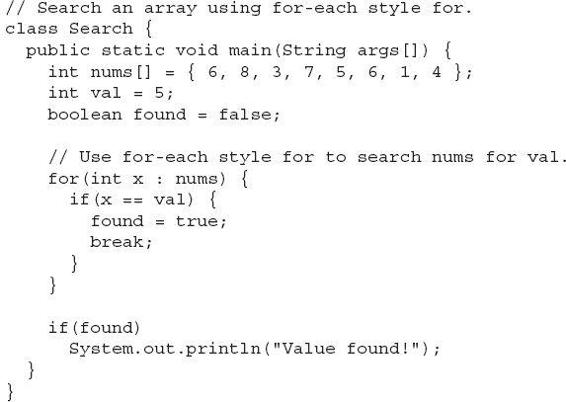 // Search an array using for-each style for.
class Search {
  public static void main(String args[]) {
    int nums[] = { 6, 8, 3, 7, 5, 6, 1, 4 };
    int val = 5;
    boolean found = false;

    // Use for-each style for to search nums for val.
    for(int x : nums) {
      if(x == val) {
        found = true;
        break;
      }
    }

    if(found)
      System.out.println("Value found!");
  }
}